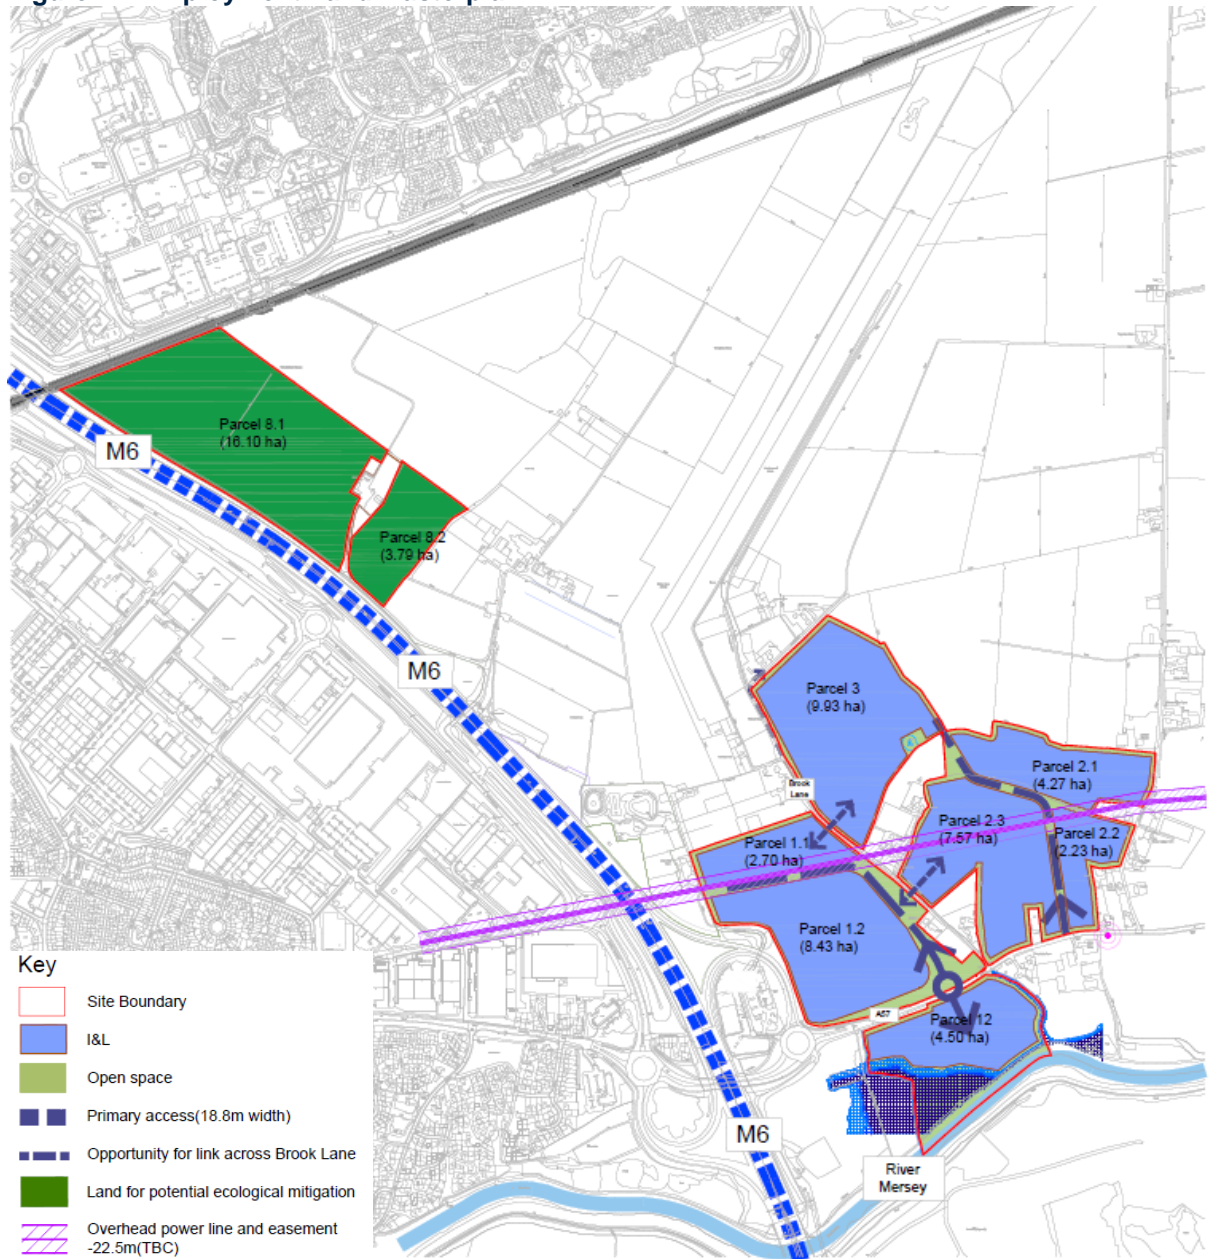 M6
Parcel 8.1
(16.10 ha)
Parcel 8.2
(3.79 ha)
M6
Parcel 3
(9.93 ha)
Brook
Lane
Parcel 2.1
(4.27 ha)
Parcel 2.3
(7.57 ha)
Parcel 2.2
(2.23 ha)
Parcel 1.1
(2.70 ha)
Parcel 1.2
(8.43 ha)
A57
Parcel 12
(4.50 ha)
M6
River
Mersey
Key
Site Boundary
I&L
Open space
Primary access(18.8m width)
Opportunity for link across Brook Lane
Land for potential ecological mitigation
Overhead power line and easement
-22.5m(TBC)